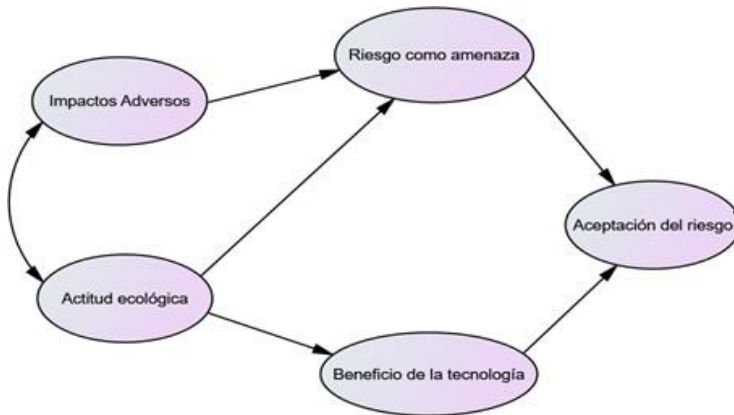 Riesgo como amenaza
Impactos Adversos
Aceptación del riesgo
Actitud ecológica
Beneficio de la tecnología